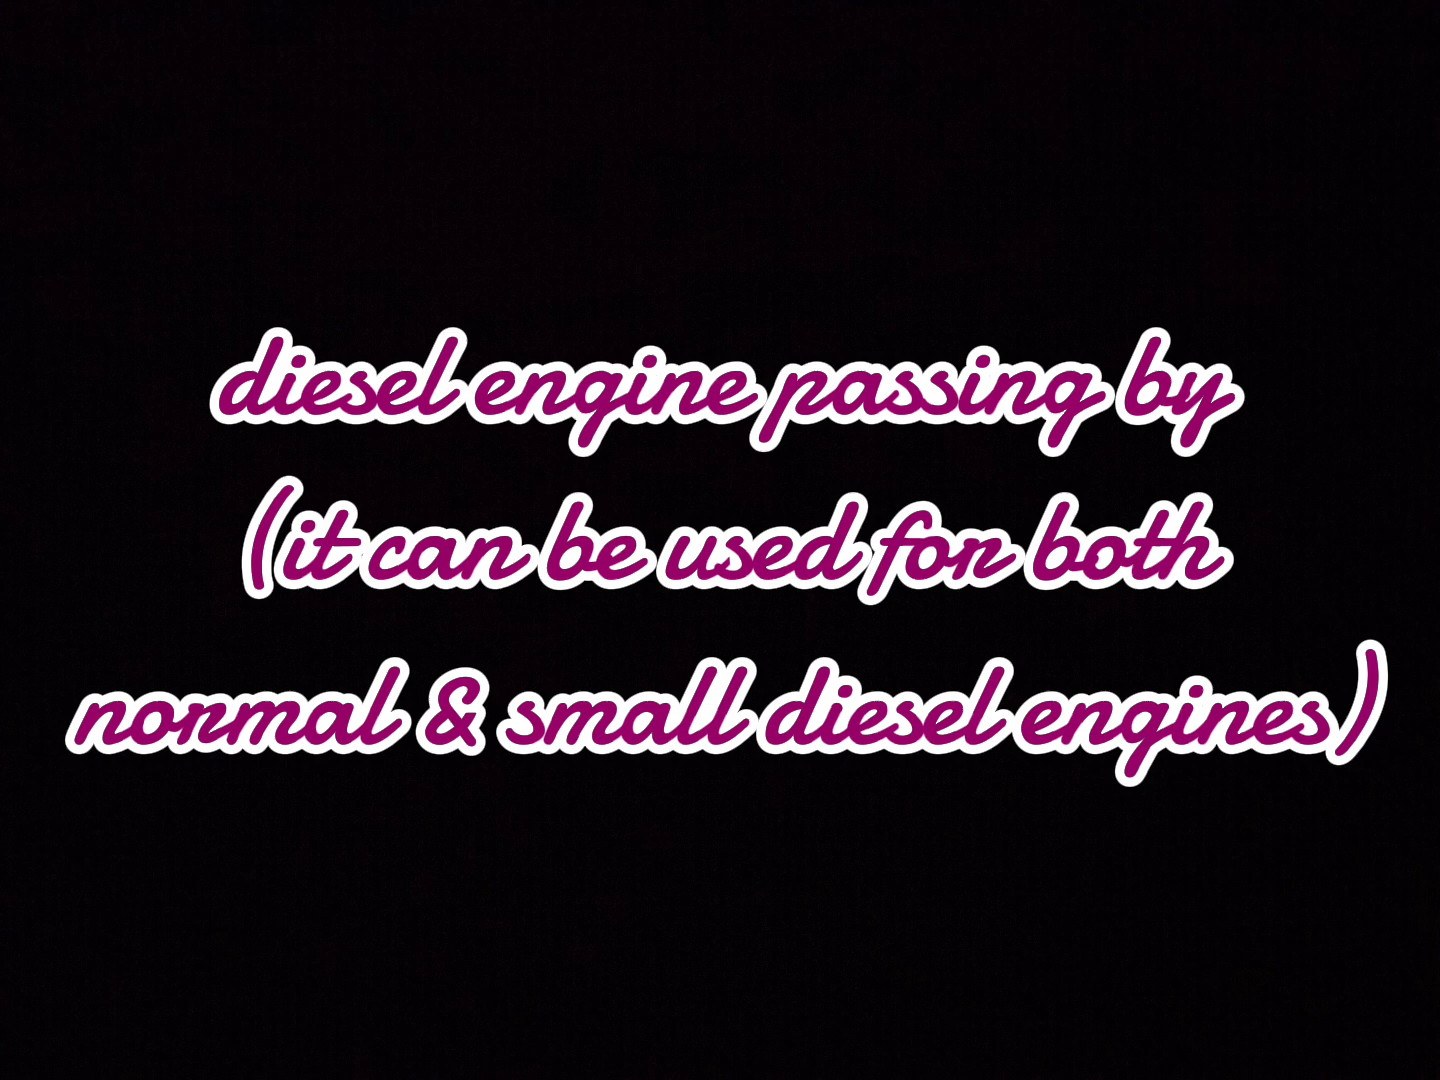 diesel engine passing by
(it can be used for both
normal & small diesel engines)